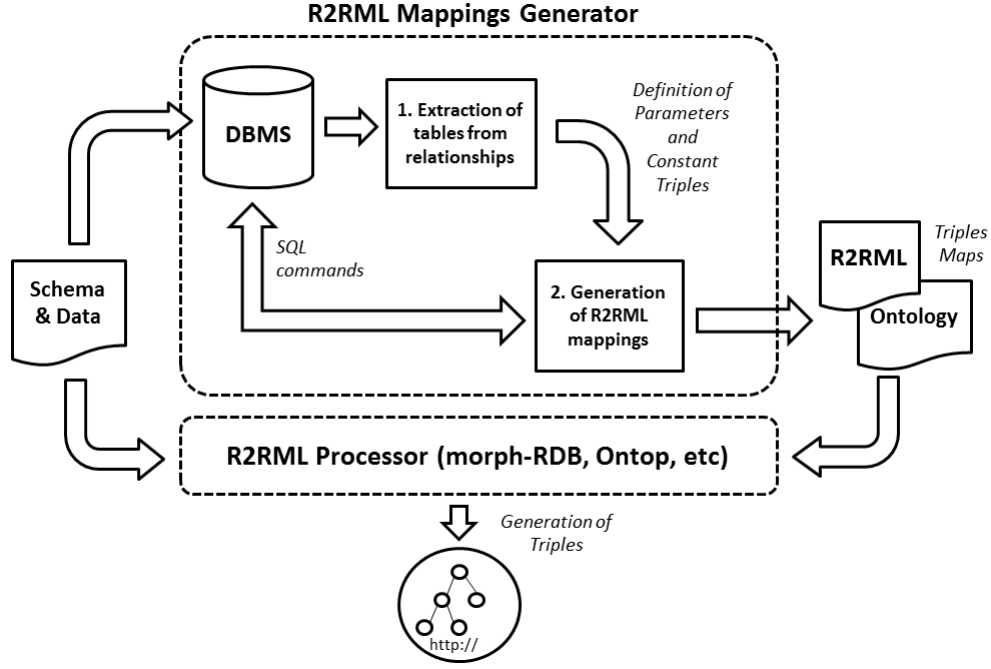 R2RML Mappings Generator
DBMS
1. Extraction of
tables from
relationships
Definition of
Parameters
and
Constant
Triples
SQL
commands
Schema
& Data
2. Generation
of R2RML
mappings
R2RML
Triples
Maps
Ontology
R2RML Processor (morph-RDB, Ontop, etc)
Generation of
Triples
http://